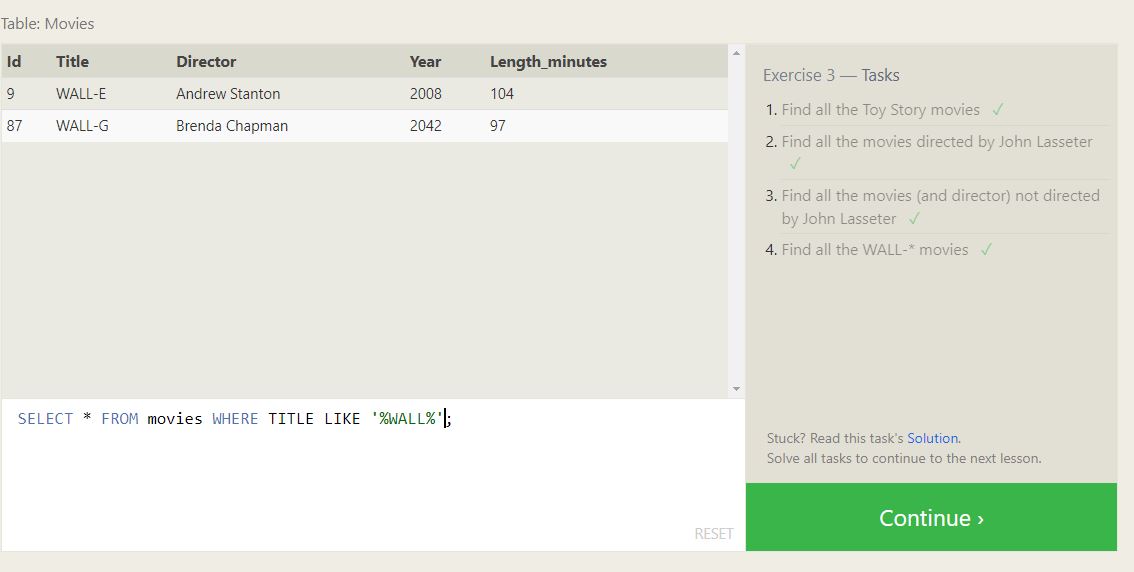 Table: Movies
Id Title Director Year Length_minutes
9 WALL-E Andrew Stanton 2008 104
87 WALL-G Brenda Chapman 2042 97
SELECT * FROM movies WHERE TITLE LIKE '%WALL%';
RESET
Exercise 3 — Tasks
1. Find all the Toy Story movies ✓
2. Find all the movies directed by John Lasseter
✓
3. Find all the movies (and director) not directed
by John Lasseter ✓
4. Find all the WALL-* movies ✓
Stuck? Read this task's Solution.
Solve all tasks to continue to the next lesson.
Continue ›